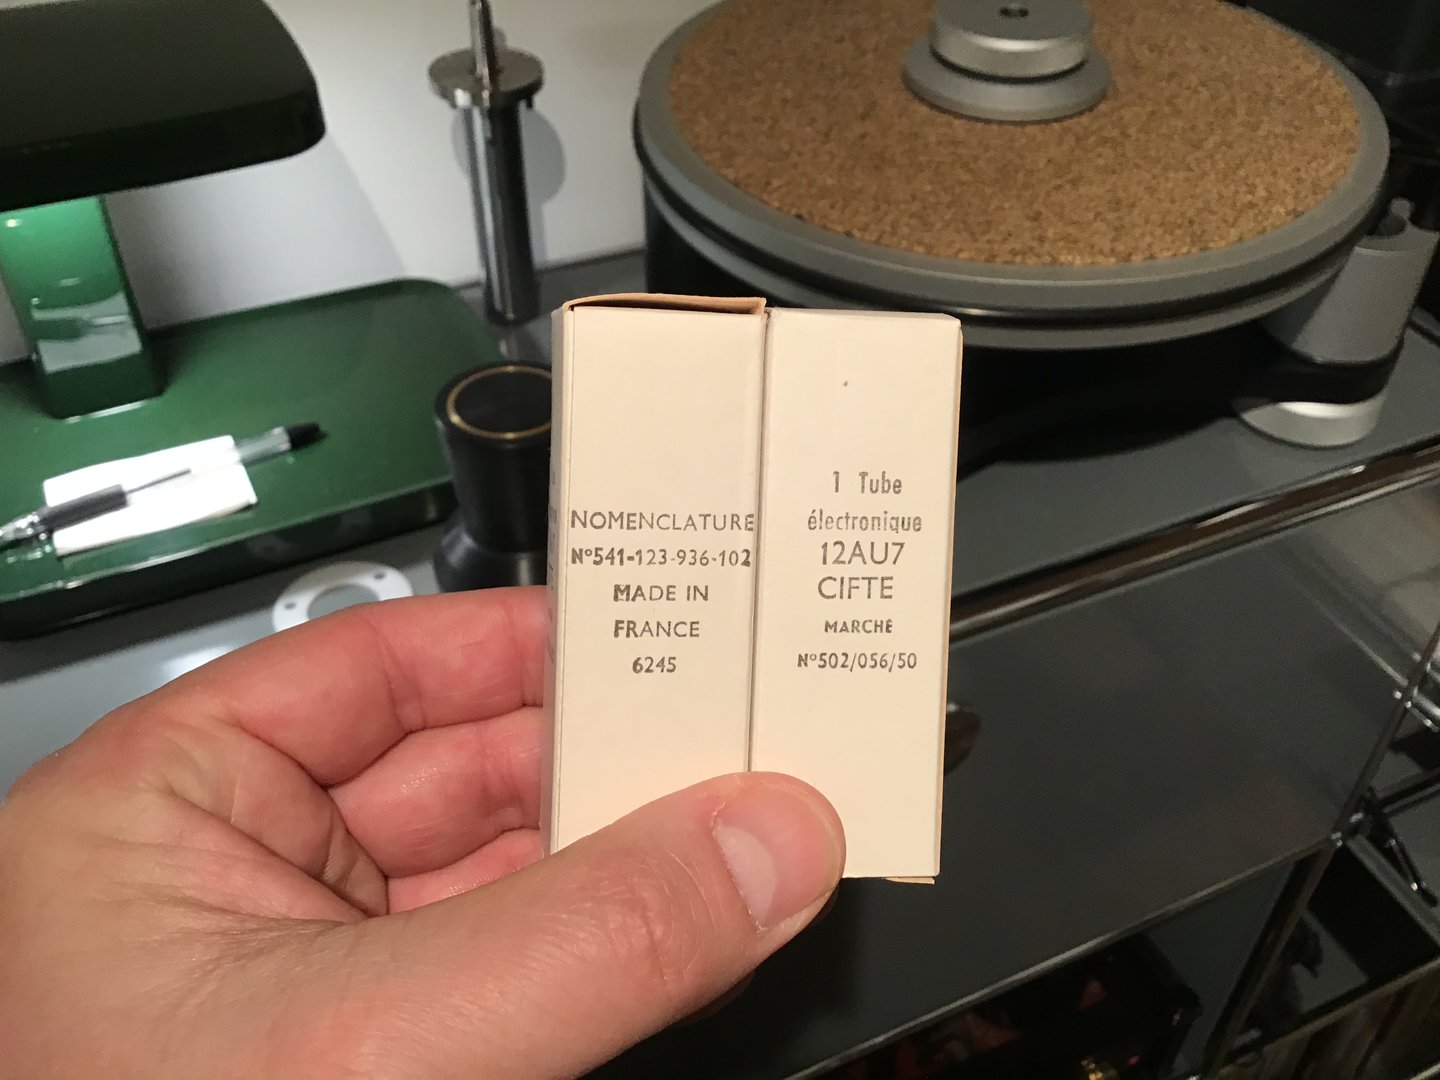 NOMENCLATURE
N°541-123-936-102
MADE IN
FRANCE
6245
1 Tube
électronique
12AU7
CIFTE
MARCHÉ
N°502/056/50